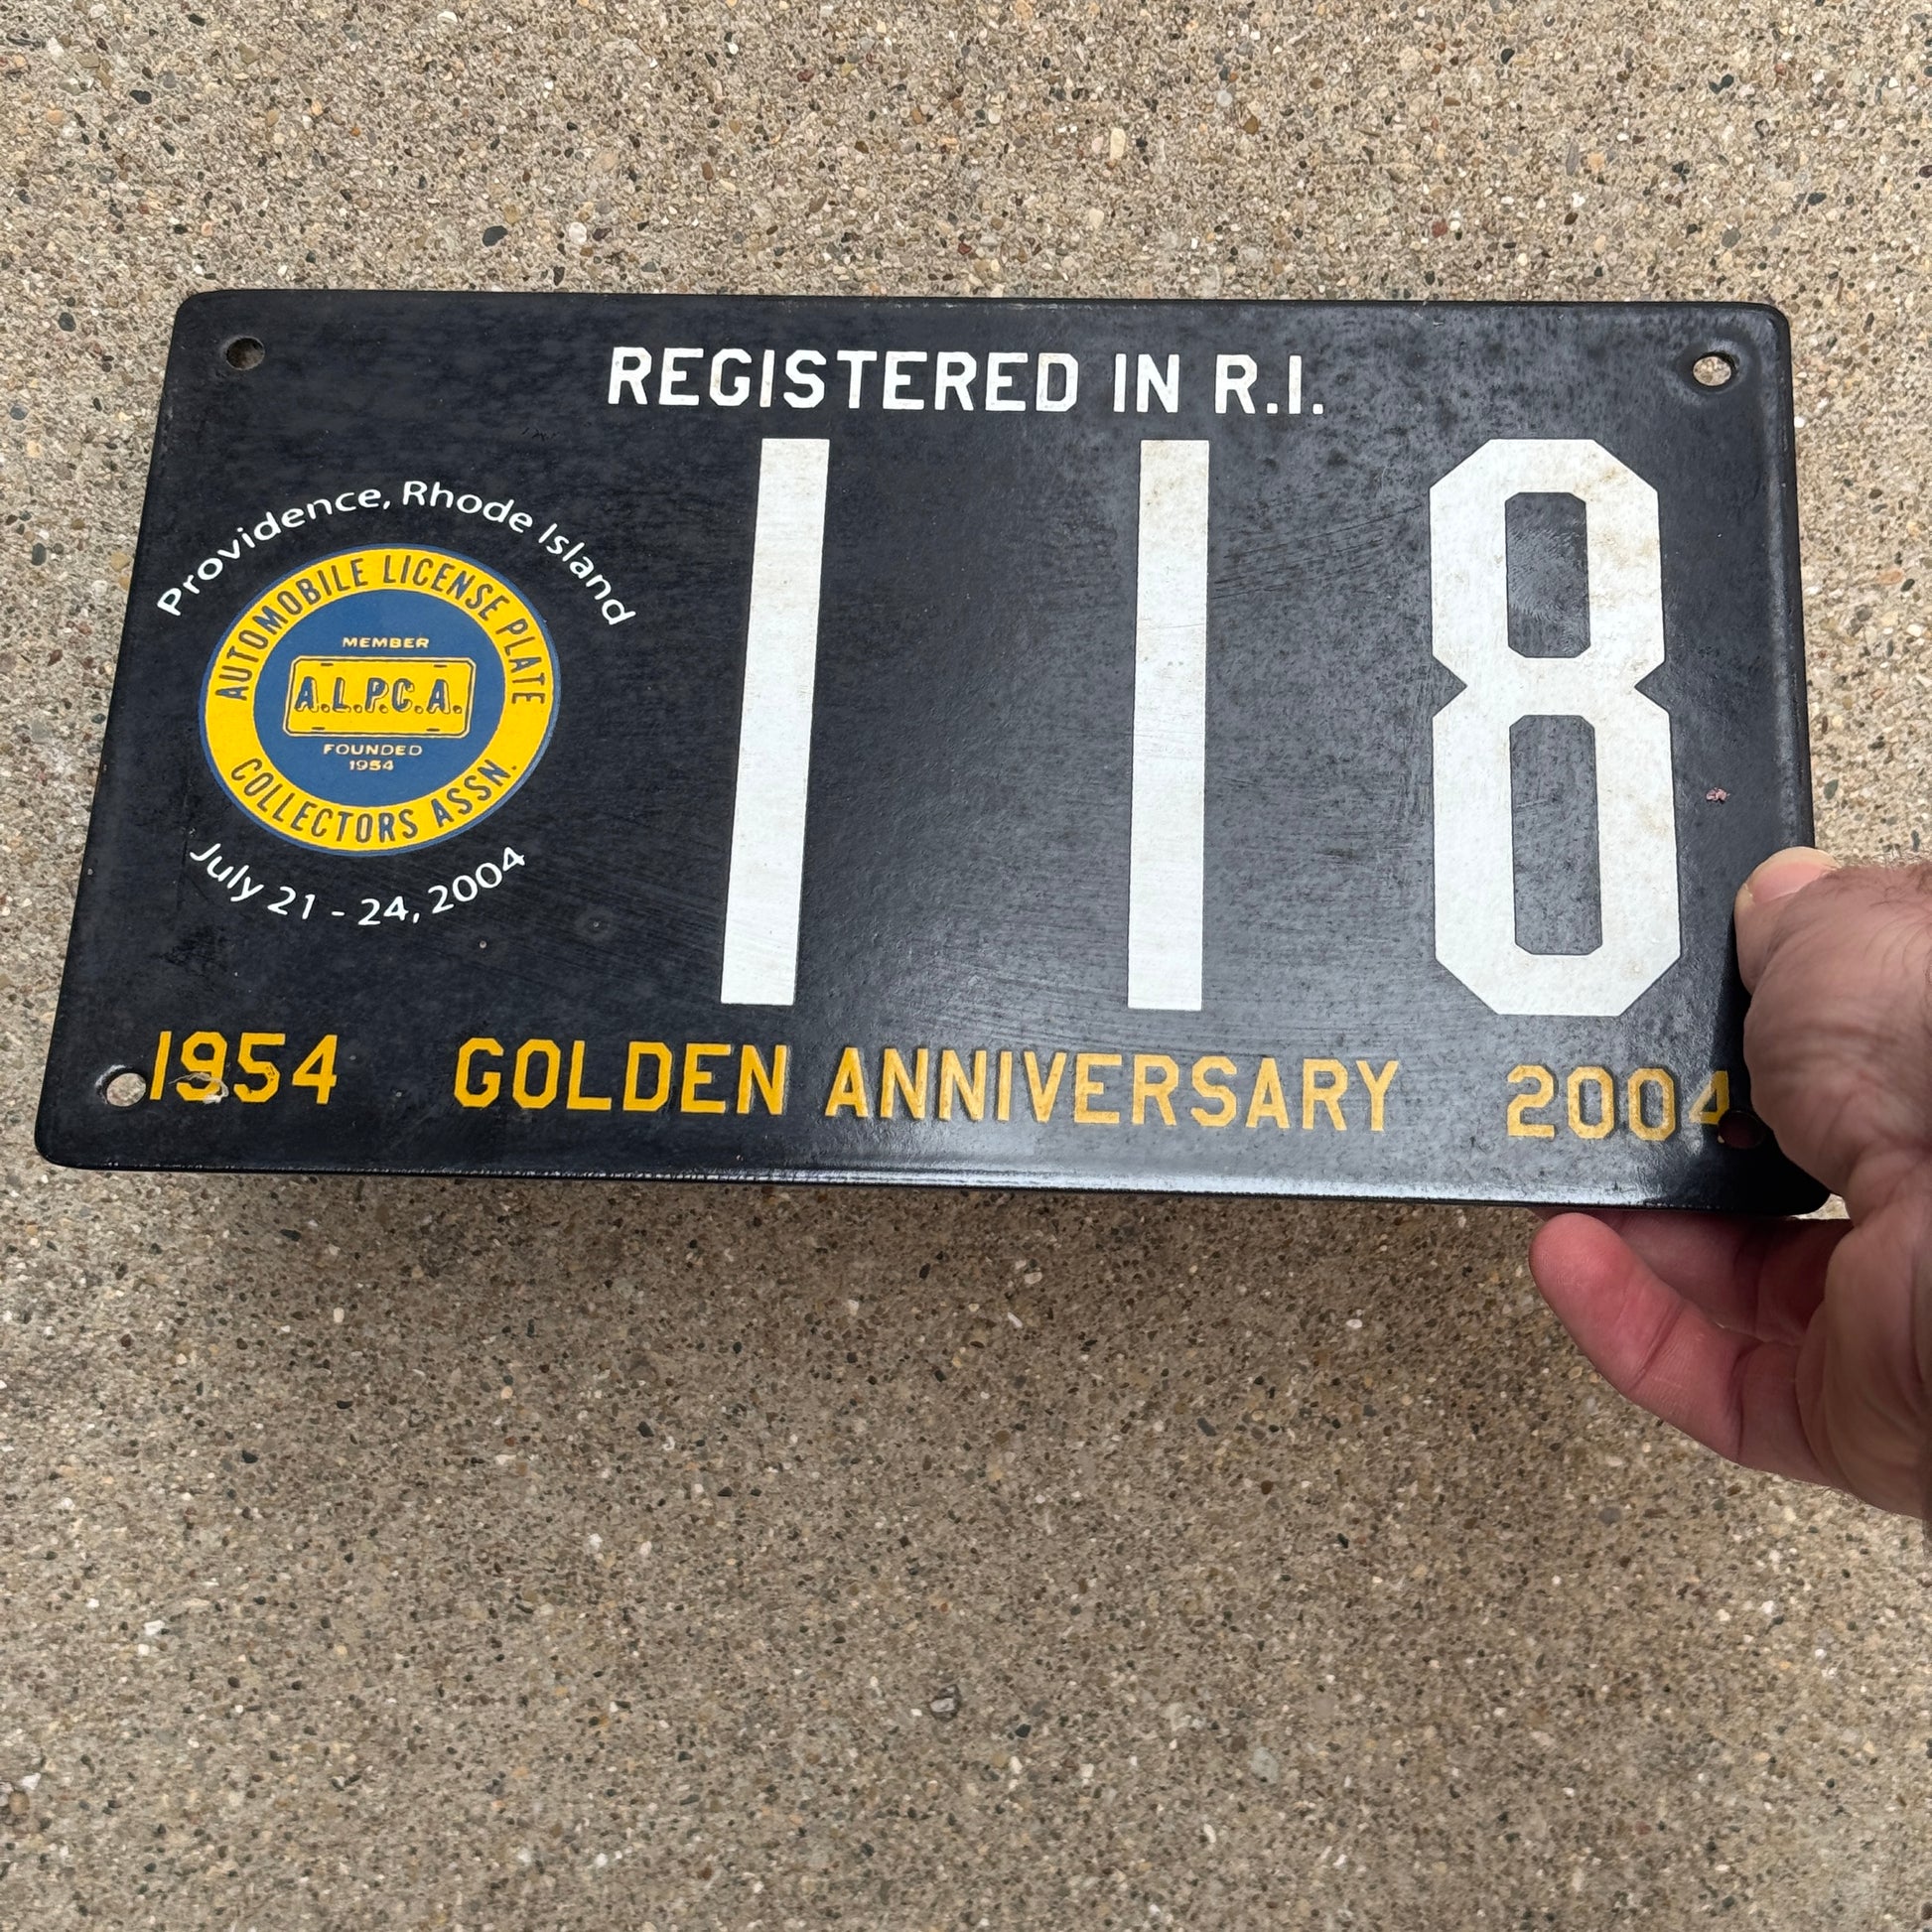 REGISTERED IN R.I.
Providence, Rhode Island
AUTOMOBILE LICENSE PLATE
MEMBER
A.L.P.C.A.
FOUNDED
1954
COLLECTORS ASSN.
July 21 - 24, 2004
118
1954 GOLDEN ANNIVERSARY 2004